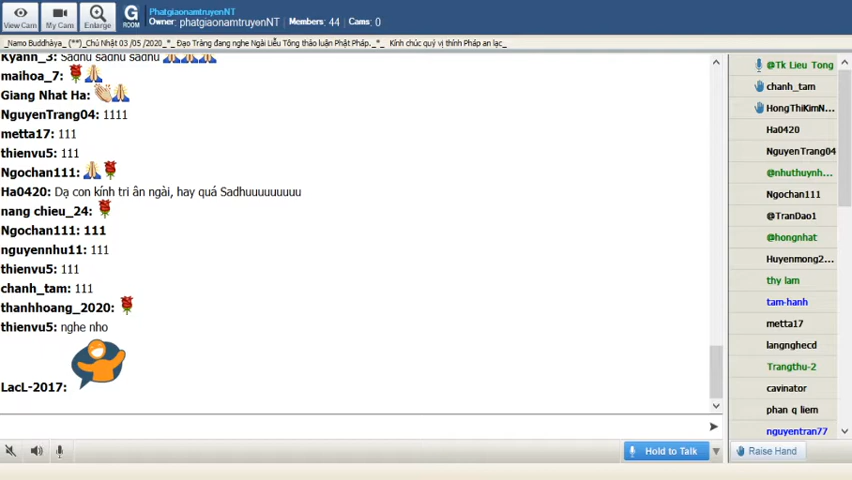 View Cam
My Cam
Enlarge
G
ROOM
PhatgiaonamtruyenNT
Owner: phatgiaonamtruyenNT Members: 44 Cams: 0
_Namo Buddhàya_ (**)_Chủ Nhật 03 /05 /2020_*_ Đạo Tràng đang nghe Ngài Liễu Tông thảo luận Phật Pháp._*_ Kính chúc quý vị thính Pháp an lạc_
Kyanh_3: Sadhu sadhu sadhu
maihoa_7:
Giang Nhat Ha:
NguyenTrang04: 1111
metta17: 111
thienvu5: 111
Ngochan111:
Ha0420: Dạ con kính tri ân ngài, hay quá Sadhuuuuuuuuu
nang chieu_24:
Ngochan111: 111
nguyennhu11: 111
thienvu5: 111
chanh_tam: 111
thanhhoang_2020:
thienvu5: nghe nho
LacL-2017:
Hold to Talk
@Tk Lieu Tong
chanh_tam
HongThiKimN...
Ha0420
NguyenTrang04
@nhuthuynh...
Ngochan111
@TranDao1
@hongnhat
Huyenmong2...
thy lam
tam-hanh
metta17
langnghecd
Trangthu-2
cavinator
phan q liem
nguyentran77
Raise Hand